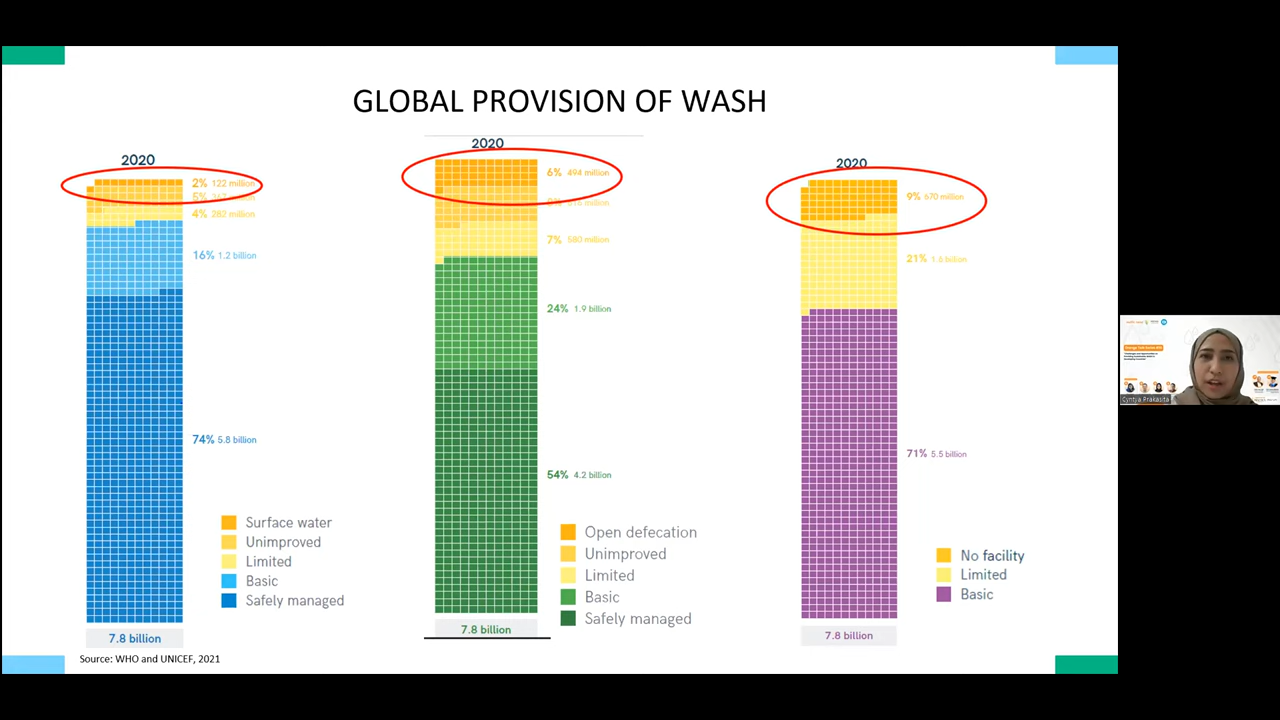 GLOBAL PROVISION OF WASH
2020
2% 122 million
5% 367 million
4% 282 million
16% 1.2 billion
74% 5.8 billion
Surface water
Unimproved
Limited
Basic
Safely managed
7.8 billion
Source: WHO and UNICEF, 2021
2020
6% 494 million
7% 580 million
24% 1.9 billion
54% 4.2 billion
Open defecation
Unimproved
Limited
Basic
Safely managed
7.8 billion
2020
9% 670 million
21% 1.6 billion
71% 5.5 billion
No facility
Limited
Basic
7.8 billion
Cyntya Prakasita